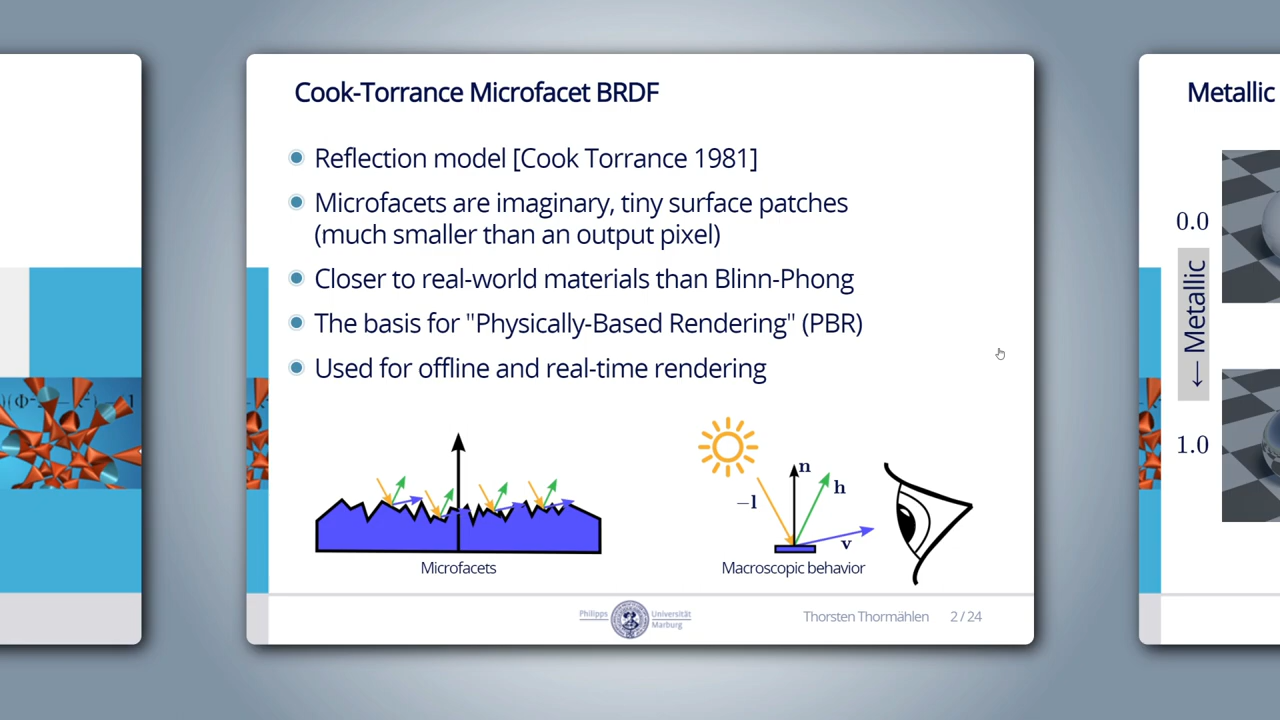 Cook-Torrance Microfacet BRDF
Reflection model [Cook Torrance 1981]
Microfacets are imaginary, tiny surface patches
(much smaller than an output pixel)
Closer to real-world materials than Blinn-Phong
The basis for "Physically-Based Rendering" (PBR)
Used for offline and real-time rendering
n
h
−l
v
Microfacets
Macroscopic behavior
Philipps Universität
Marburg
Thorsten Thormählen 2 / 24
Metallic
0.0
← Metallic
1.0